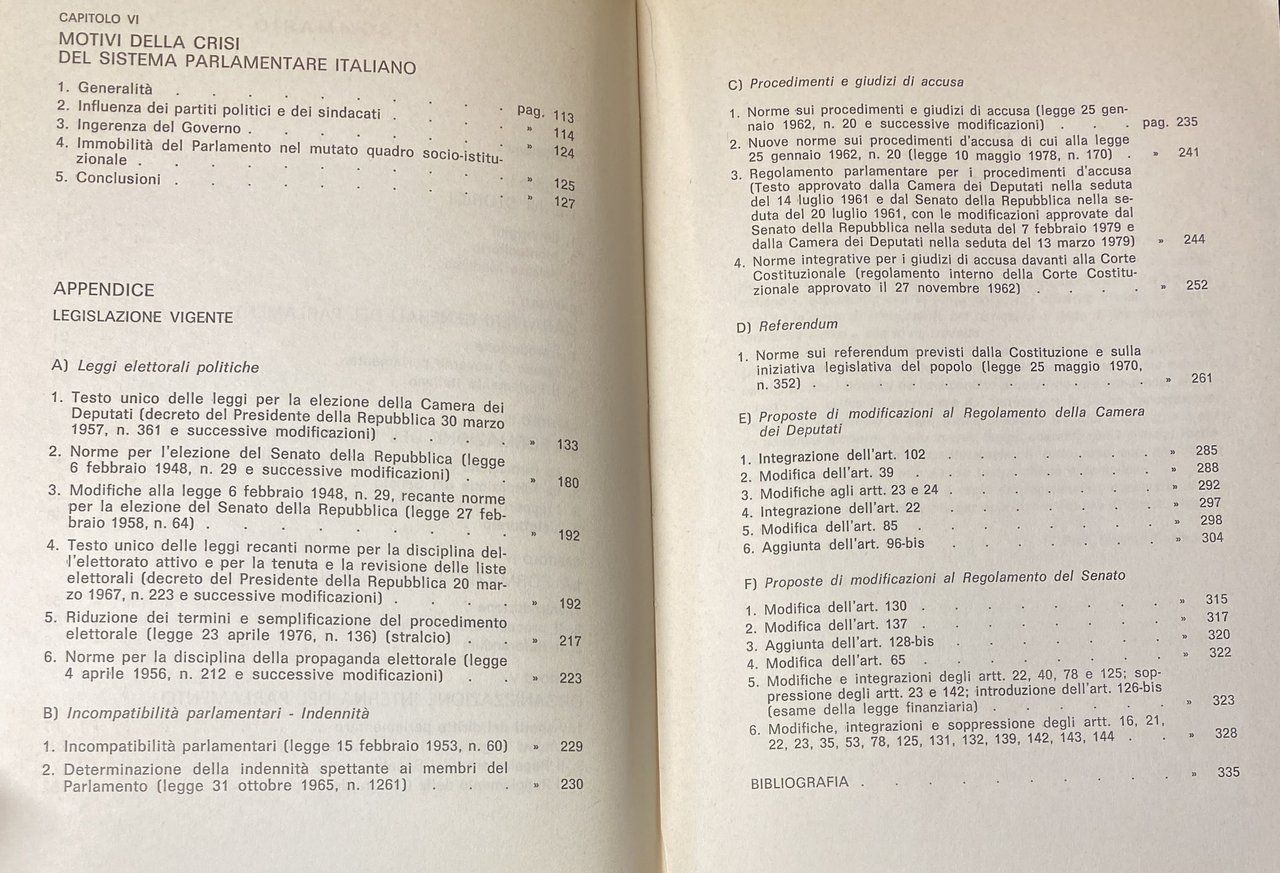 CAPITOLO VI
MOTIVI DELLA CRISI
DEL SISTEMA PARLAMENTARE ITALIANO
1. Generalità . . . . . . . . . pag. 113
2. Influenza dei partiti politici e dei sindacati . . . » 114
3. Ingerenza del Governo . . . . . . . » 124
4. Immobilità del Parlamento nel mutato quadro socio-istitu-
zionale . . . . . . . . . » 125
5. Conclusioni . . . . . . . . . » 127
APPENDICE
LEGISLAZIONE VIGENTE
A) Leggi elettorali politiche
1. Testo unico delle leggi per la elezione della Camera dei
Deputati (decreto del Presidente della Repubblica 30 marzo
1957, n. 361 e successive modificazioni) . . . . » 133
2. Norme per l'elezione del Senato della Repubblica (legge
6 febbraio 1948, n. 29 e successive modificazioni) . . » 180
3. Modifiche alla legge 6 febbraio 1948, n. 29, recante norme
per la elezione del Senato della Repubblica (legge 27 feb-
braio 1958, n. 64) . . . . . . . . » 192
4. Testo unico delle leggi recanti norme per la disciplina del-
l'elettorato attivo e per la tenuta e la revisione delle liste
elettorali (decreto del Presidente della Repubblica 20 mar-
zo 1967, n. 223 e successive modificazioni) . . . . » 192
5. Riduzione dei termini e semplificazione del procedimento
elettorale (legge 23 aprile 1976, n. 136) (stralcio) . . » 217
6. Norme per la disciplina della propaganda elettorale (legge
4 aprile 1956, n. 212 e successive modificazioni) . . » 223
B) Incompatibilità parlamentari - Indennità
1. Incompatibilità parlamentari (legge 15 febbraio 1953, n. 60) » 229
2. Determinazione della indennità spettante ai membri del
Parlamento (legge 31 ottobre 1965, n. 1261) . . . » 230
C) Procedimenti e giudizi di accusa
1. Norme sui procedimenti e giudizi di accusa (legge 25 gen-
naio 1962, n. 20 e successive modificazioni) . . . pag. 235
2. Nuove norme sui procedimenti d'accusa di cui alla legge
25 gennaio 1962, n. 20 (legge 10 maggio 1978, n. 170) . » 241
3. Regolamento parlamentare per i procedimenti d'accusa
(Testo approvato dalla Camera dei Deputati nella seduta
del 14 luglio 1961 e dal Senato della Repubblica nella se-
duta del 20 luglio 1961, con le modificazioni approvate dal
Senato della Repubblica nella seduta del 7 febbraio 1979 e
dalla Camera dei Deputati nella seduta del 13 marzo 1979) » 244
4. Norme integrative per i giudizi di accusa davanti alla Corte
Costituzionale (regolamento interno della Corte Costitu-
zionale approvato il 27 novembre 1962) . . . . » 252
D) Referendum
1. Norme sui referendum previsti dalla Costituzione e sulla
iniziativa legislativa del popolo (legge 25 maggio 1970,
n. 352) . . . . . . . . . . » 261
E) Proposte di modificazioni al Regolamento della Camera
dei Deputati
1. Integrazione dell'art. 102 . . . . . . . » 285
2. Modifica dell'art. 39 . . . . . . . . » 288
3. Modifiche agli artt. 23 e 24 . . . . . . . » 292
4. Integrazione dell'art. 22 . . . . . . . » 297
5. Modifica dell'art. 85 . . . . . . . . » 298
6. Aggiunta dell'art. 96-bis . . . . . . . » 304
F) Proposte di modificazioni al Regolamento del Senato
1. Modifica dell'art. 130 . . . . . . . . » 315
2. Modifica dell'art. 137 . . . . . . . . » 317
3. Aggiunta dell'art. 128-bis . . . . . . . » 320
4. Modifica dell'art. 65 . . . . . . . . » 322
5. Modifiche e integrazioni degli artt. 22, 40, 78 e 125; sop-
pressione degli artt. 23 e 142; introduzione dell'art. 126-bis
(esame della legge finanziaria) . . . . . . » 323
6. Modifiche, integrazioni e soppressione degli artt. 16, 21,
22, 23, 35, 53, 78, 125, 131, 132, 139, 142, 143, 144 . . » 328
BIBLIOGRAFIA . . . . . . . . . » 335